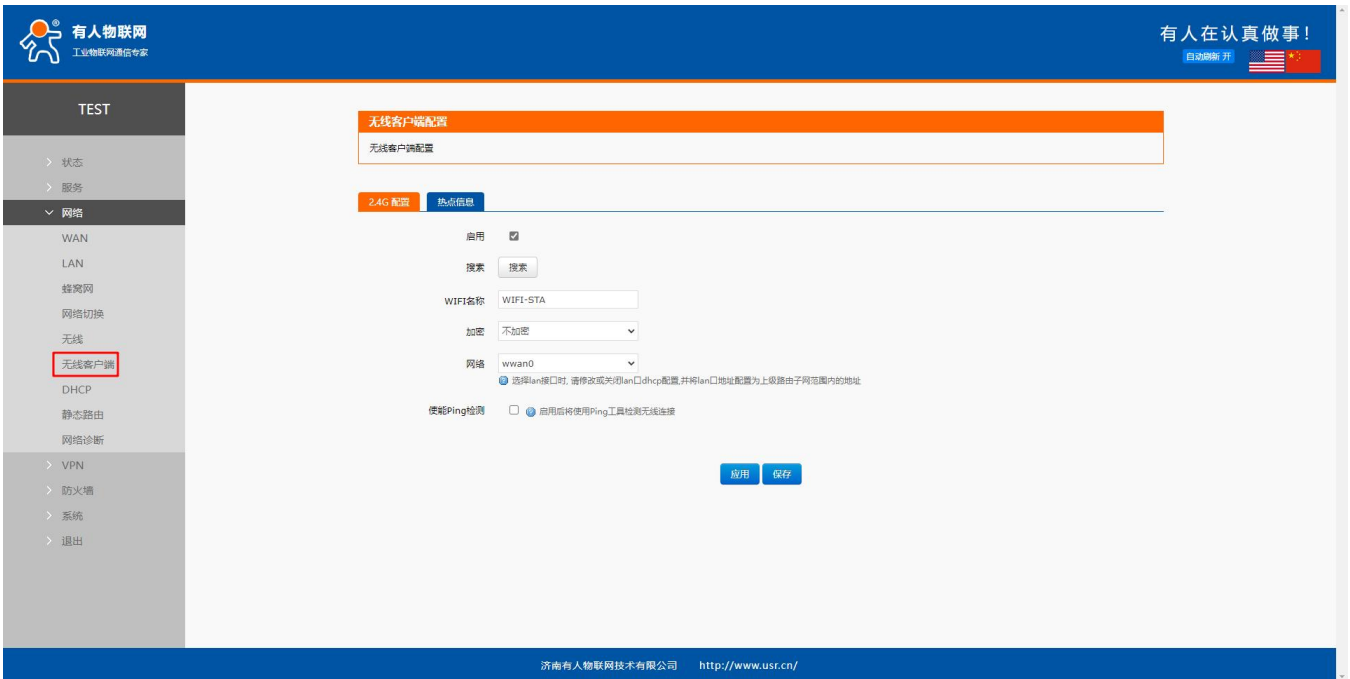 有人物联网
工业物联网通信专家
有人在认真做事！
自动刷新 开
TEST
状态
服务
网络
WAN
LAN
蜂窝网
网络切换
无线
无线客户端
DHCP
静态路由
网络诊断
VPN
防火墙
系统
退出
无线客户端配置
无线客户端配置
2.4G 配置 热点信息
启用
搜索 搜索
WIFI名称 WIFI-STA
加密 不加密
网络 wwan0
选择lan接口时, 请修改或关闭lan口dhcp配置,并将lan口地址配置为上级路由子网范围内的地址
使能Ping检测 启用后将使用Ping工具检测无线连接
应用 保存
济南有人物联网技术有限公司 http://www.usr.cn/